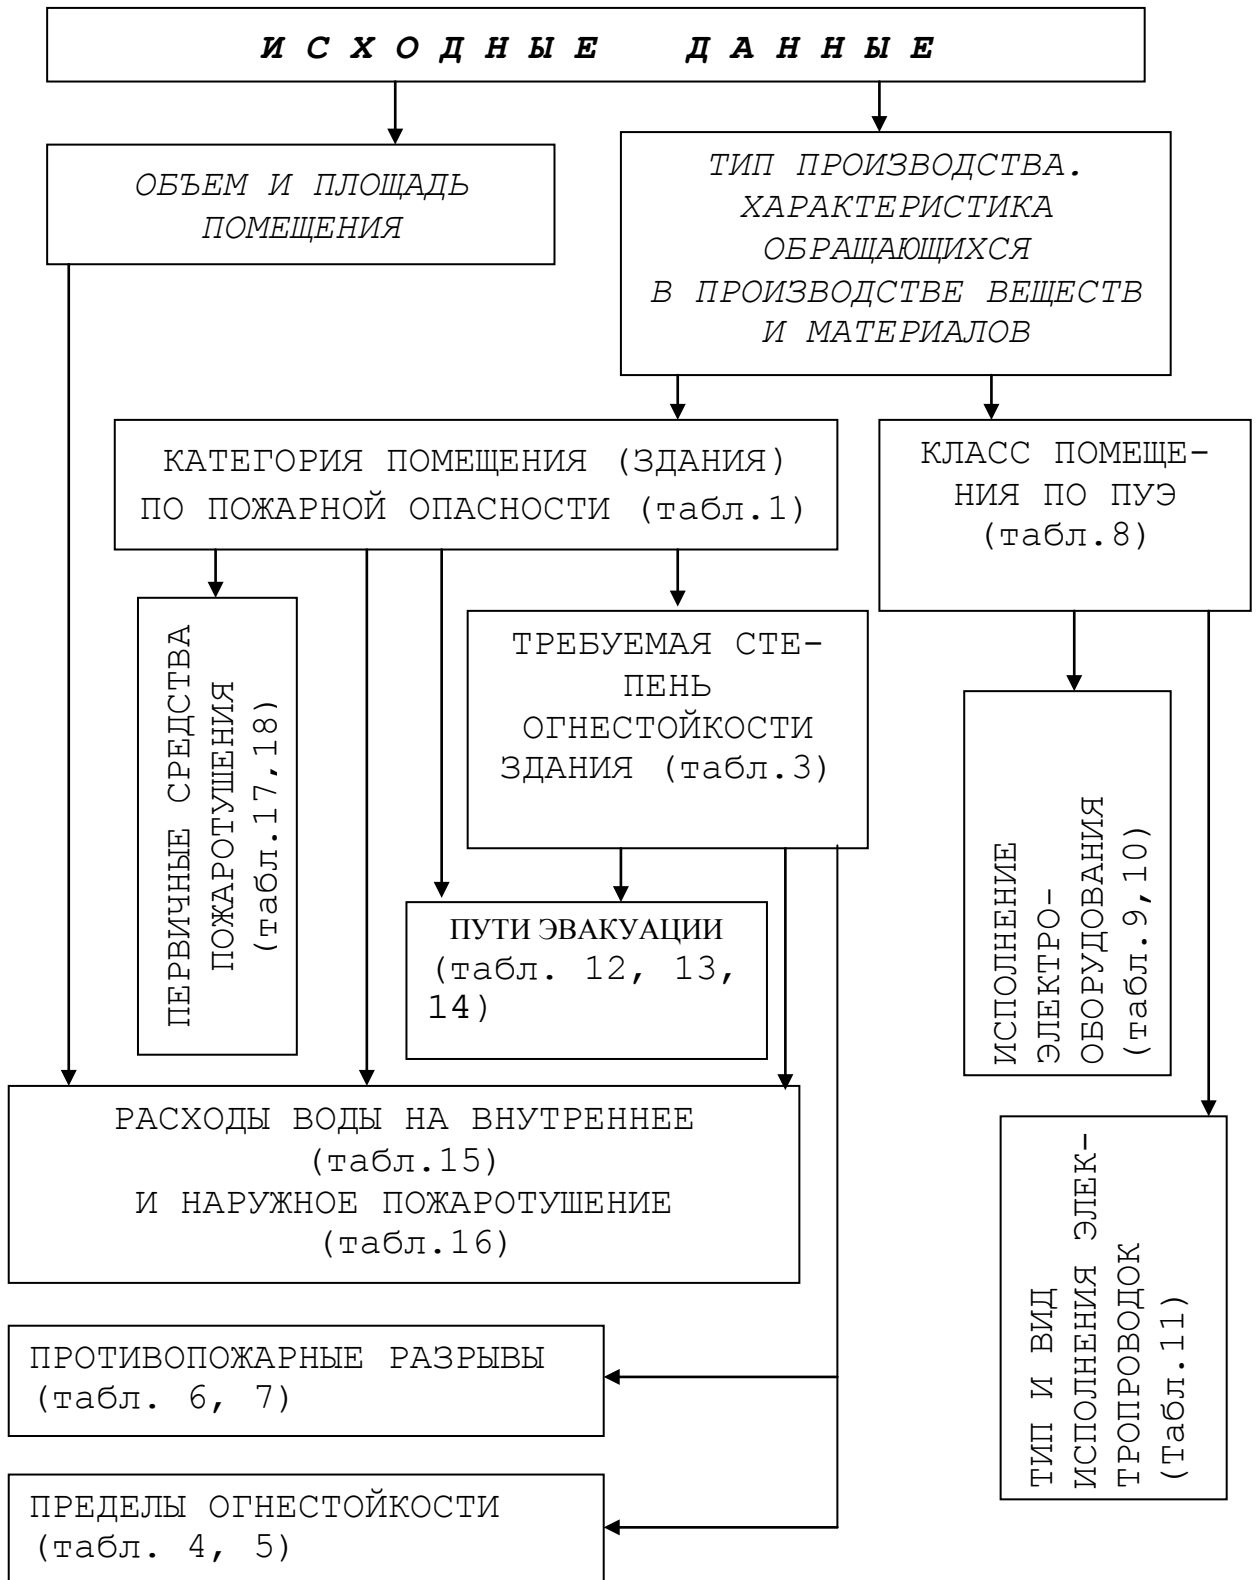 ИСХОДНЫЕ ДАННЫЕ
ОБЪЕМ И ПЛОЩАДЬ
ПОМЕЩЕНИЯ
ТИП ПРОИЗВОДСТВА.
ХАРАКТЕРИСТИКА
ОБРАЩАЮЩИХСЯ
В ПРОИЗВОДСТВЕ ВЕЩЕСТВ
И МАТЕРИАЛОВ
КАТЕГОРИЯ ПОМЕЩЕНИЯ (ЗДАНИЯ)
ПО ПОЖАРНОЙ ОПАСНОСТИ (табл.1)
КЛАСС ПОМЕЩЕ-
НИЯ ПО ПУЭ
(табл.8)
ПЕРВИЧНЫЕ СРЕДСТВА
ПОЖАРОТУШЕНИЯ
(табл.17,18)
ТРЕБУЕМАЯ СТЕ-
ПЕНЬ
ОГНЕСТОЙКОСТИ
ЗДАНИЯ (табл.3)
ИСПОЛНЕНИЕ
ЭЛЕКТРО-
ОБОРУДОВАНИЯ
(табл.9,10)
ПУТИ ЭВАКУАЦИИ
(табл. 12, 13,
14)
РАСХОДЫ ВОДЫ НА ВНУТРЕННЕЕ
(табл.15)
И НАРУЖНОЕ ПОЖАРОТУШЕНИЕ
(табл.16)
ТИП И ВИД
ИСПОЛНЕНИЯ ЭЛЕК-
ТРОПРОВОДОК
(Табл.11)
ПРОТИВОПОЖАРНЫЕ РАЗРЫВЫ
(табл. 6, 7)
ПРЕДЕЛЫ ОГНЕСТОЙКОСТИ
(табл. 4, 5)